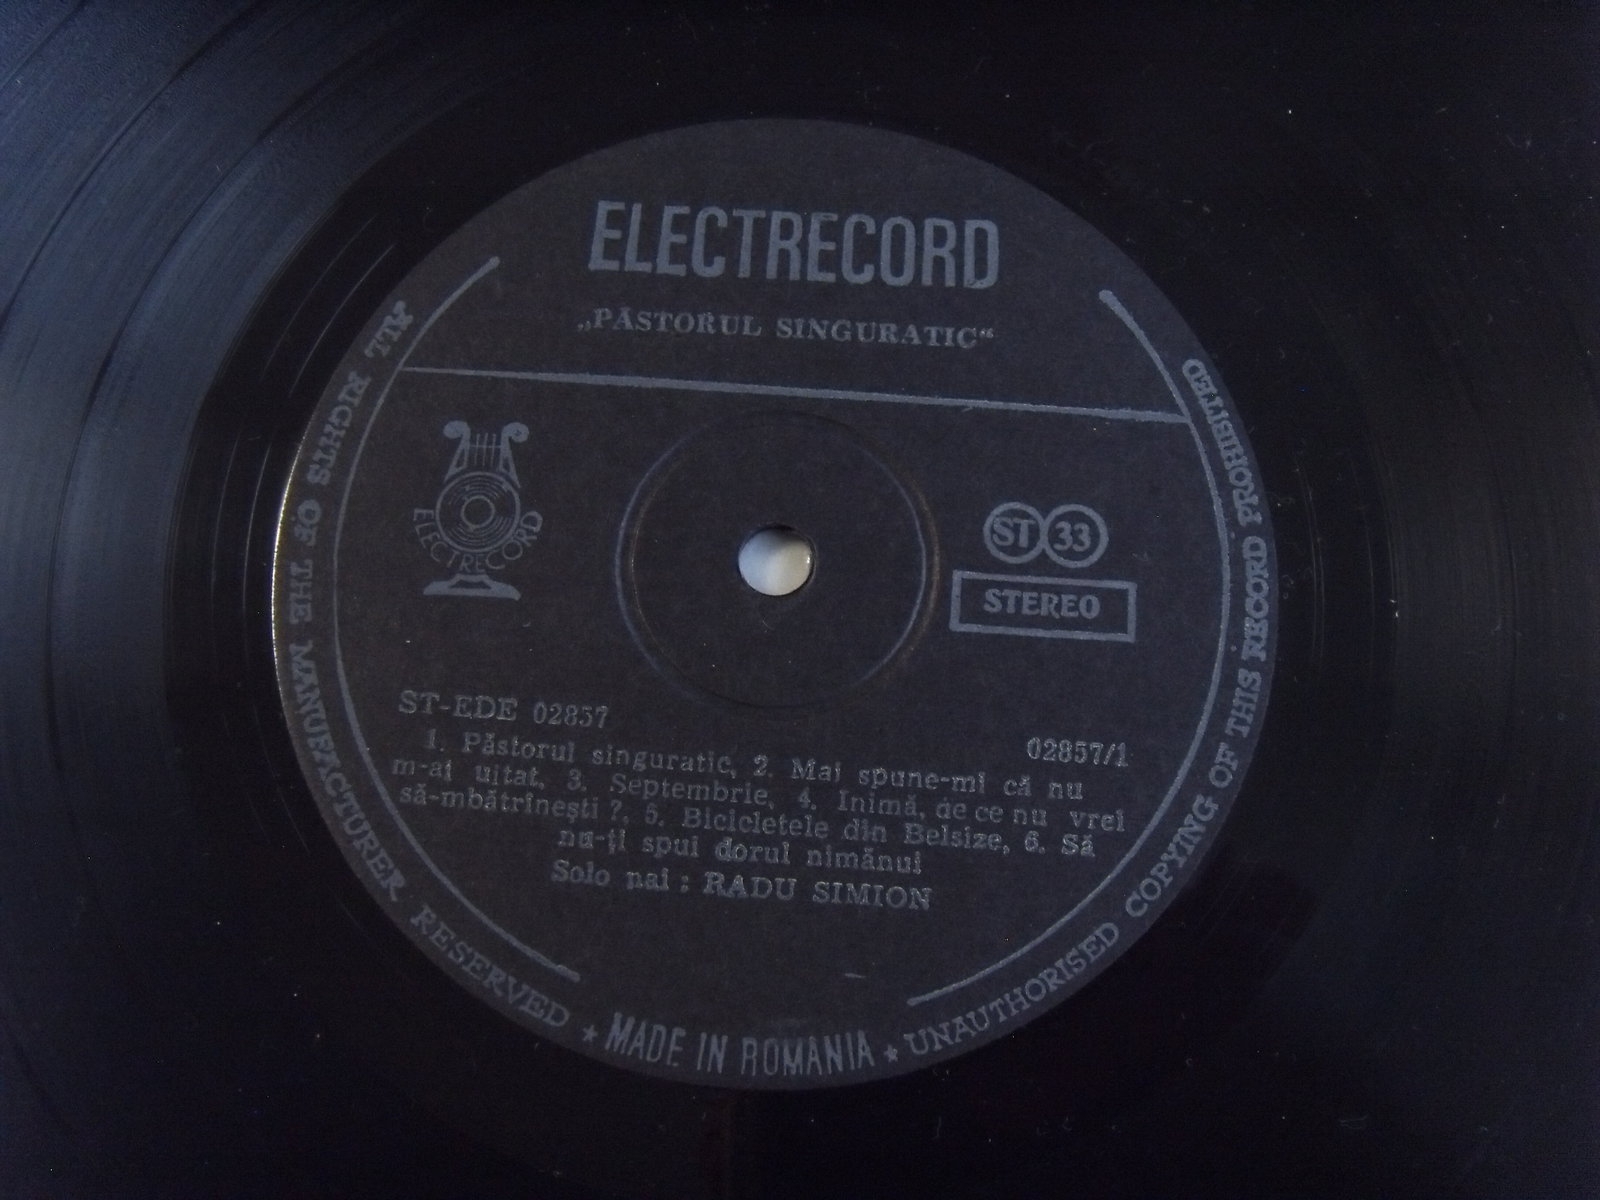 ELECTRECORD
„PĂSTORUL SINGURATIC“
ELECTRECORD
ST 33
STEREO
ST-EDE 02857
02857/1
1. Păstorul singuratic, 2. Mai spune-mi că nu
m-ai uitat, 3. Septembrie, 4. Inimă, de ce nu vrei
să-mbătrînești ?, 5. Bicicletele din Belsize, 6. Să
nu-ți spui dorul nimănui
Solo nai : RADU SIMION
ALL RIGHTS OF THE MANUFACTURER RESERVED ★ MADE IN ROMÂNIA ★ UNAUTHORISED COPYING OF THIS RECORD PROHIBITED